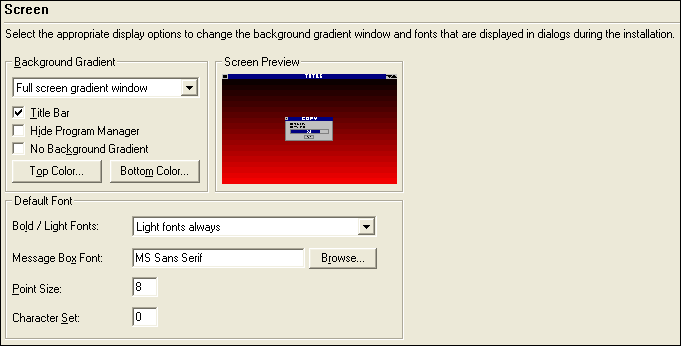 Screen
Select the appropriate display options to change the background gradient window and fonts that are displayed in dialogs during the installation.
Background Gradient
Full screen gradient window
Title Bar
Hide Program Manager
No Background Gradient
Top Color...
Bottom Color...
Screen Preview
COPY
Default Font
Bold / Light Fonts:
Light fonts always
Message Box Font:
MS Sans Serif
Browse...
Point Size:
8
Character Set:
0